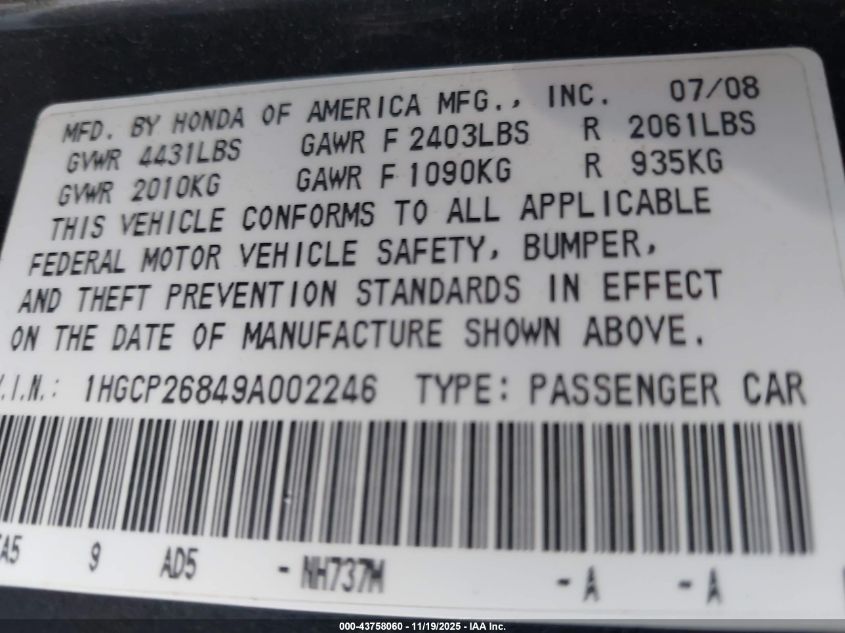 MFD. BY HONDA OF AMERICA MFG., INC. 07/08
GVWR 4431LBS GAWR F 2403LBS R 2061LBS
GVWR 2010KG GAWR F 1090KG R 935KG
THIS VEHICLE CONFORMS TO ALL APPLICABLE
FEDERAL MOTOR VEHICLE SAFETY, BUMPER,
AND THEFT PREVENTION STANDARDS IN EFFECT
ON THE DATE OF MANUFACTURE SHOWN ABOVE.
V.I.N.: 1HGCP26849A002246 TYPE: PASSENGER CAR
9 AD5 - NH737M - A - A
000-43758060 - 11/19/2025 - IAA Inc.